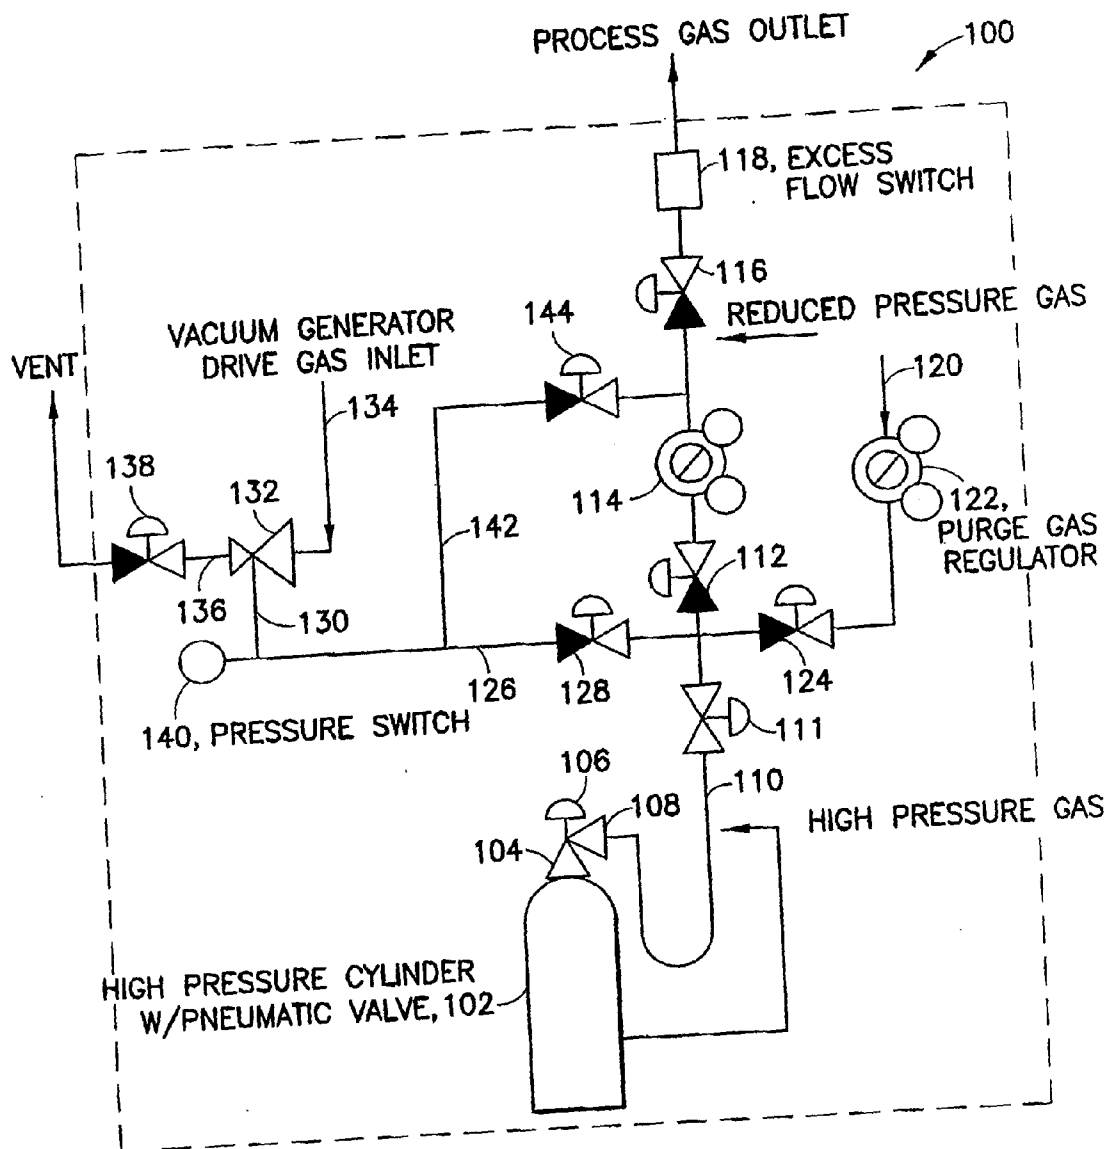 PROCESS GAS OUTLET
100
118, EXCESS
FLOW SWITCH
116
REDUCED PRESSURE GAS
144
VACUUM GENERATOR
DRIVE GAS INLET
VENT
134
120
138
132
114
122,
PURGE GAS
REGULATOR
142
112
136
130
126
128
124
140, PRESSURE SWITCH
111
106
108
110
HIGH PRESSURE GAS
104
HIGH PRESSURE CYLINDER
W/PNEUMATIC VALVE, 102